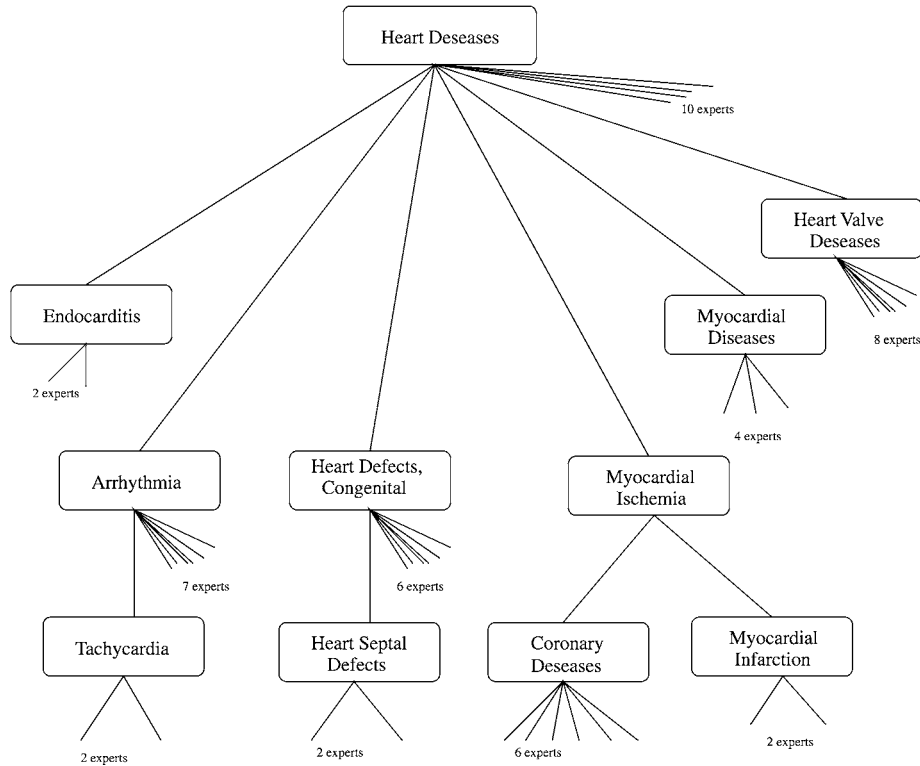 Heart Deseases
10 experts
Heart Valve
Deseases
8 experts
Endocarditis
2 experts
Myocardial
Diseases
4 experts
Arrhythmia
7 experts
Heart Defects,
Congenital
6 experts
Myocardial
Ischemia
Tachycardia
2 experts
Heart Septal
Defects
2 experts
Coronary
Deseases
6 experts
Myocardial
Infarction
2 experts